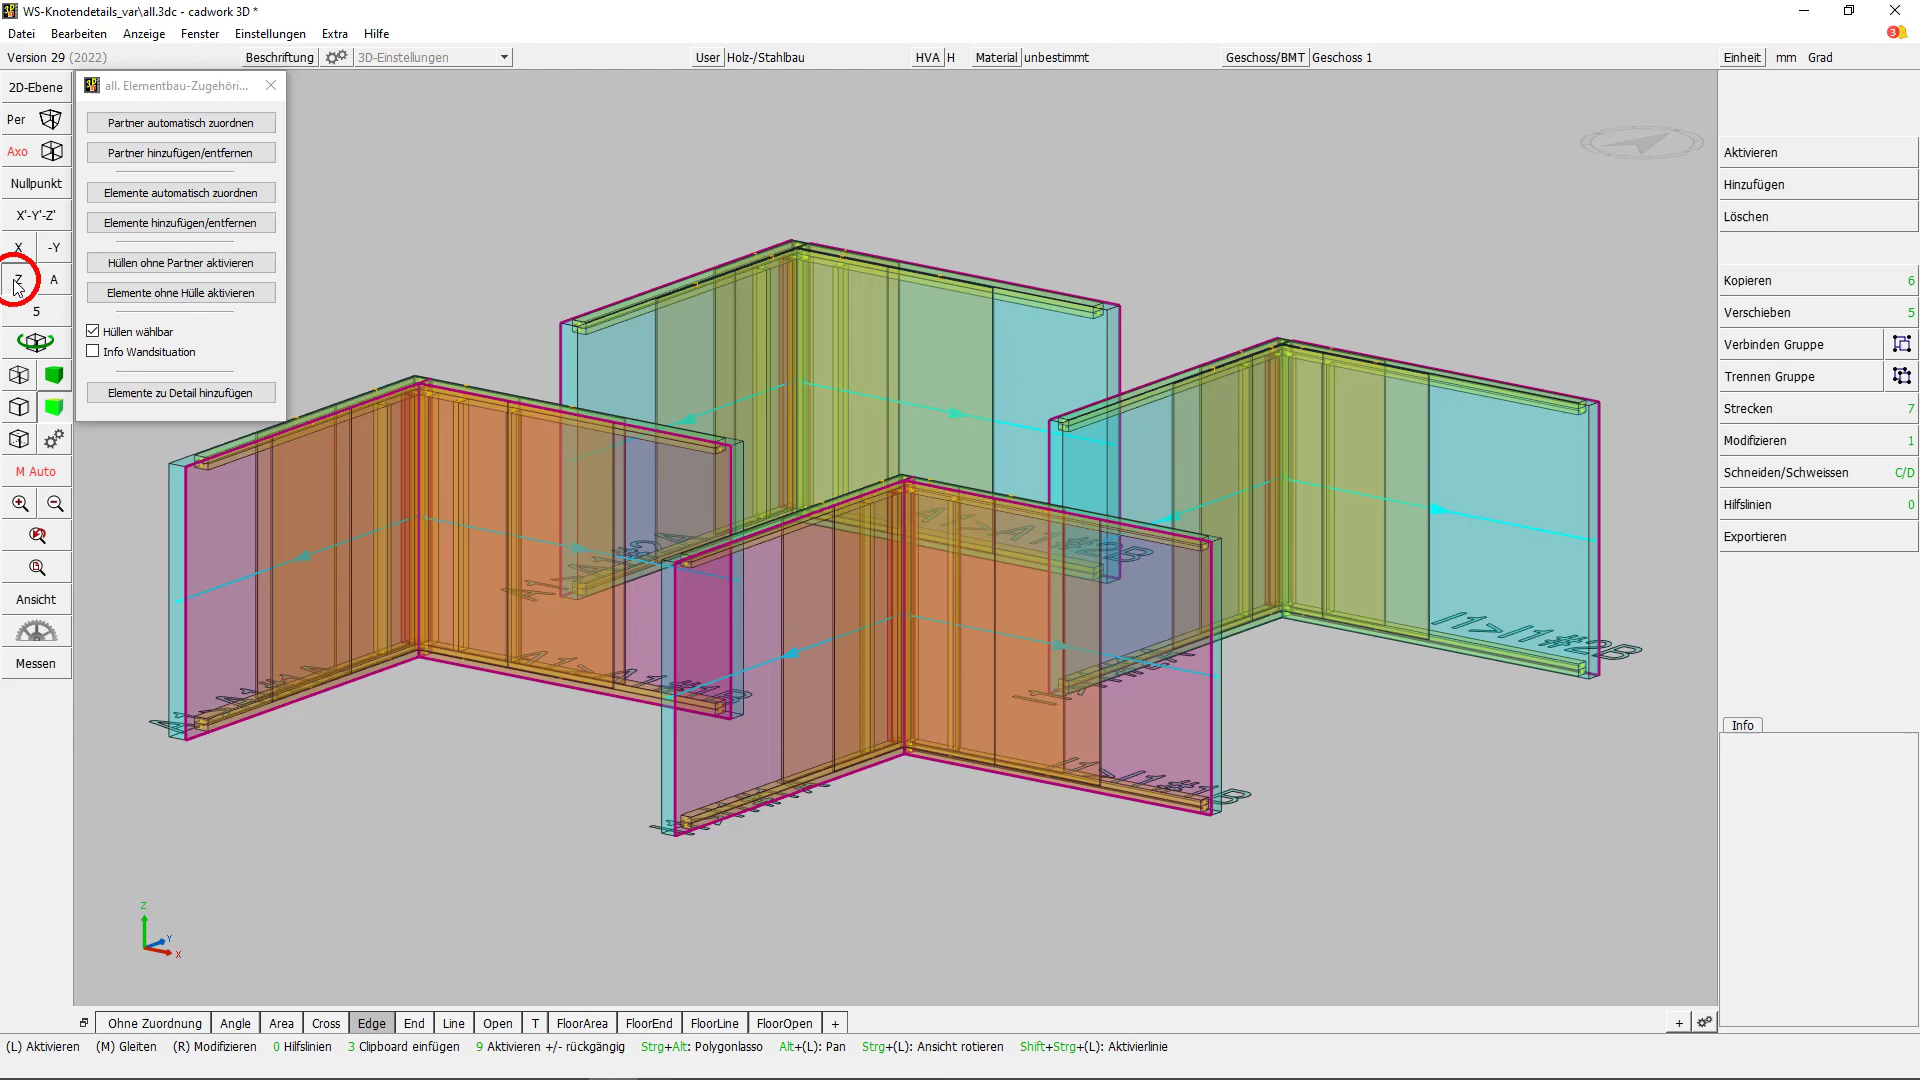 WS-Knotendetails_var\all.3dc - cadwork 3D *
Datei Bearbeiten Anzeige Fenster Einstellungen Extra Hilfe
3
Version 29 (2022) Beschriftung 3D-Einstellungen User Holz-/Stahlbau HVA H Material unbestimmt Geschoss/BMT Geschoss 1 Einheit mm Grad
2D-Ebene
Per
Axo
Nullpunkt
X'-Y'-Z'
X -Y
Z A
5
M Auto
Ansicht
Messen
all. Elementbau-Zugehöri...
Partner automatisch zuordnen
Partner hinzufügen/entfernen
Elemente automatisch zuordnen
Elemente hinzufügen/entfernen
Hüllen ohne Partner aktivieren
Elemente ohne Hülle aktivieren
Hüllen wählbar
Info Wandsituation
Elemente zu Detail hinzufügen
I1>I1#2B
Z
Y
X
Aktivieren
Hinzufügen
Löschen
Kopieren 6
Verschieben 5
Verbinden Gruppe
Trennen Gruppe
Strecken 7
Modifizieren 1
Schneiden/Schweissen C/D
Hilfslinien 0
Exportieren
Info
Ohne Zuordnung Angle Area Cross Edge End Line Open T FloorArea FloorEnd FloorLine FloorOpen + +
(L) Aktivieren (M) Gleiten (R) Modifizieren 0 Hilfslinien 3 Clipboard einfügen 9 Aktivieren +/- rückgängig Strg+Alt: Polygonlasso Alt+(L): Pan Strg+(L): Ansicht rotieren Shift+Strg+(L): Aktivierlinie